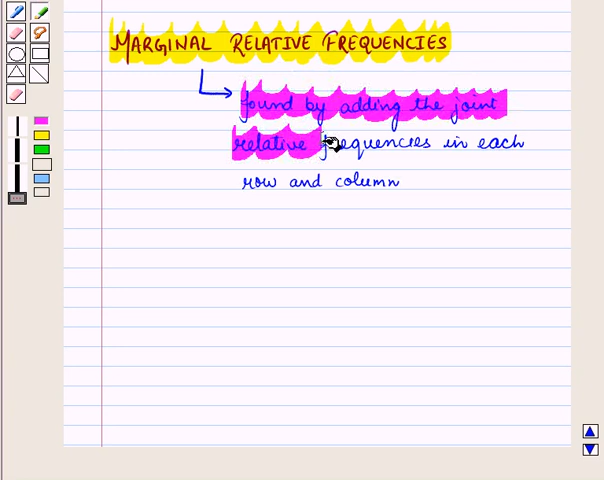 MARGINAL RELATIVE FREQUENCIES
found by adding the joint
relative frequencies in each
row and column